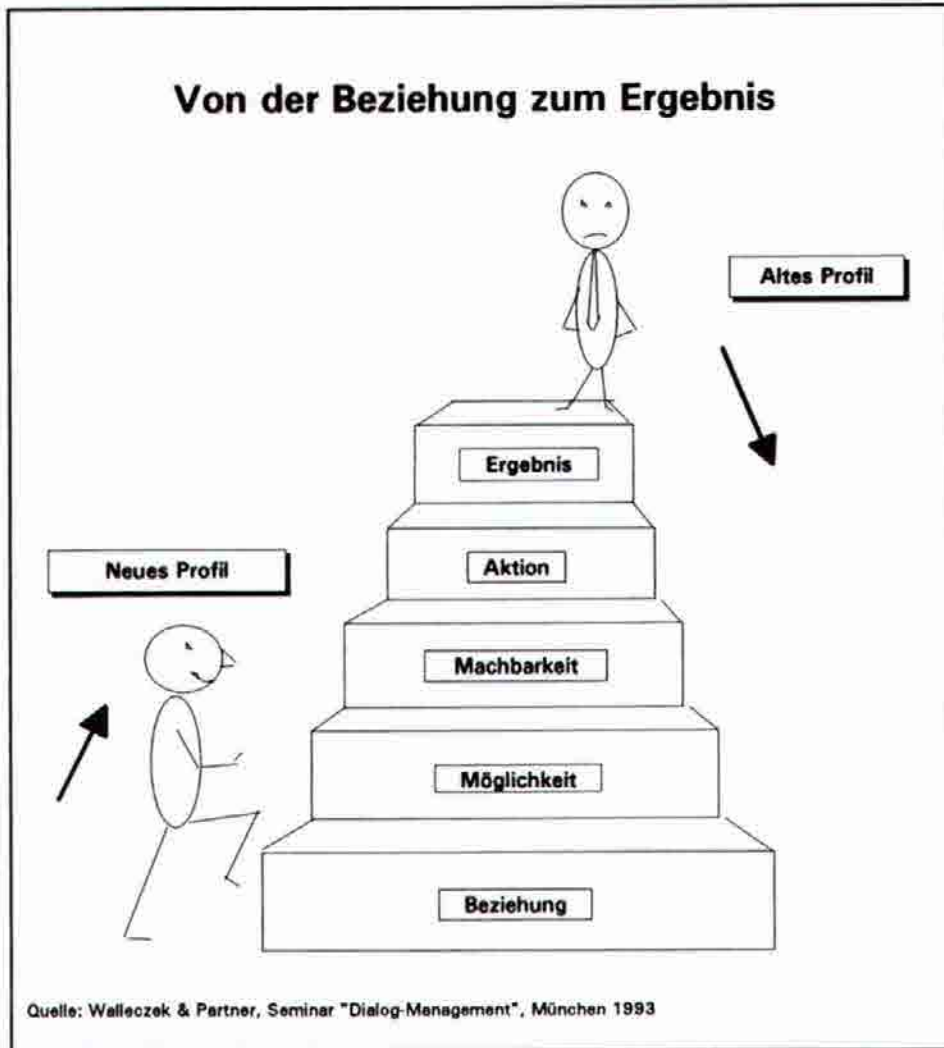 Von der Beziehung zum Ergebnis
Altes Profil
Ergebnis
Aktion
Neues Profil
Machbarkeit
Möglichkeit
Beziehung
Quelle: Walleczek & Partner, Seminar "Dialog-Management", München 1993